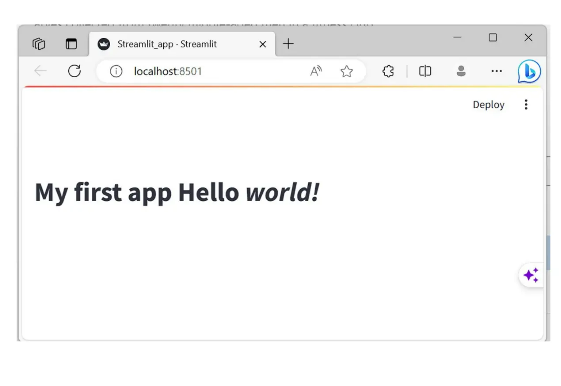 Streamlit_app - Streamlit
localhost:8501
Deploy
My first app Hello world!